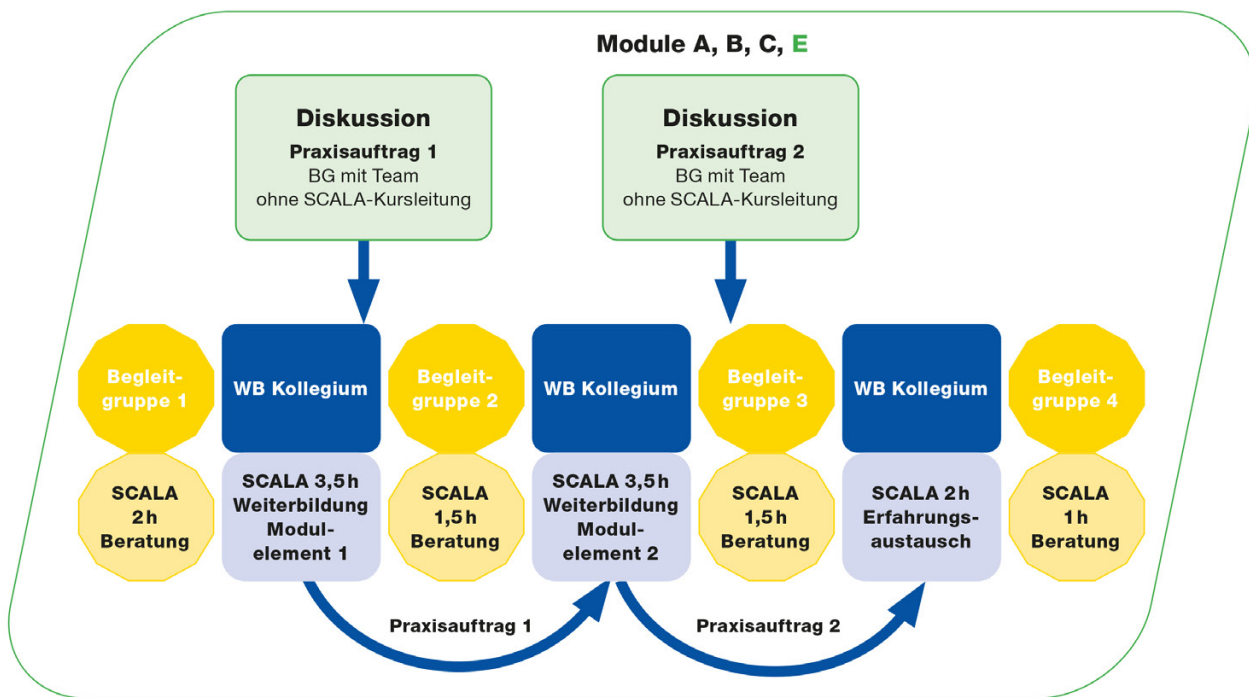 Module A, B, C, E
Diskussion
Praxisauftrag 1
BG mit Team
ohne SCALA-Kursleitung
Diskussion
Praxisauftrag 2
BG mit Team
ohne SCALA-Kursleitung
Begleit-
gruppe 1
WB Kollegium
Begleit-
gruppe 2
WB Kollegium
Begleit-
gruppe 3
WB Kollegium
Begleit-
gruppe 4
SCALA
2 h
Beratung
SCALA 3,5 h
Weiterbildung
Modul-
element 1
SCALA
1,5 h
Beratung
SCALA 3,5 h
Weiterbildung
Modul-
element 2
SCALA
1,5 h
Beratung
SCALA 2 h
Erfahrungs-
austausch
SCALA
1 h
Beratung
Praxisauftrag 1
Praxisauftrag 2